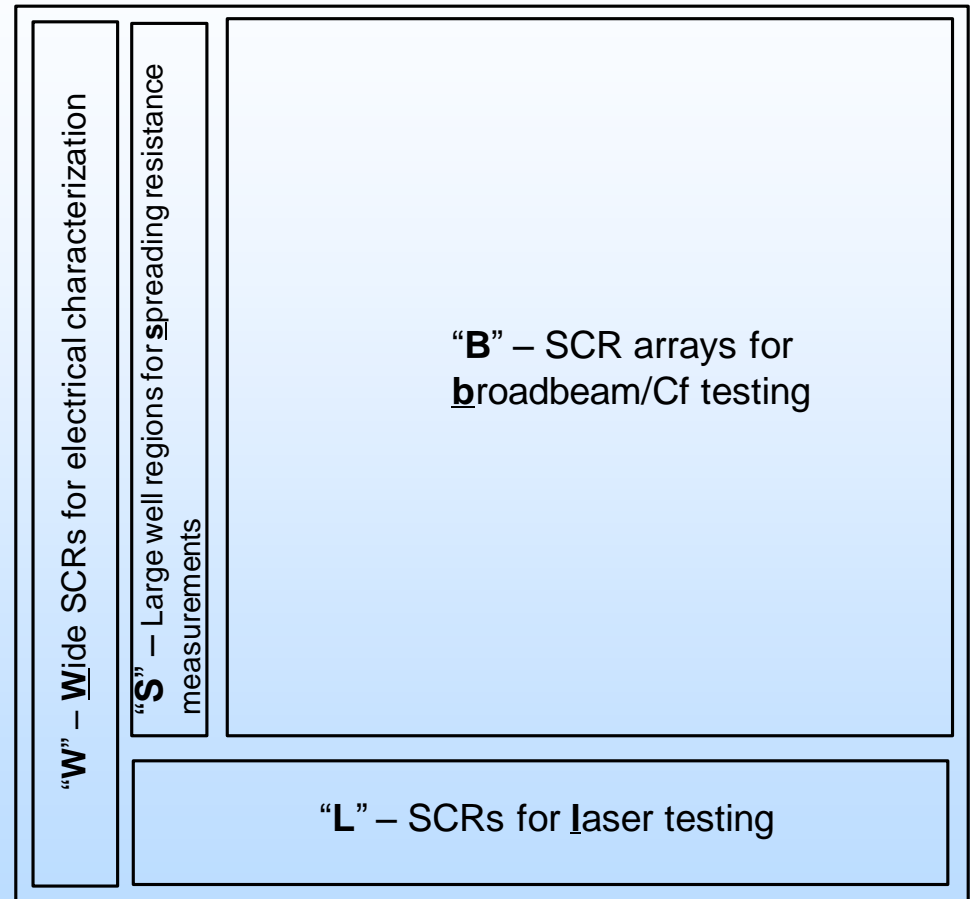 “W” – Wide SCRs for electrical characterization
“S” – Large well regions for spreading resistance
measurements
“B” – SCR arrays for
broadbeam/Cf testing
“L” – SCRs for laser testing